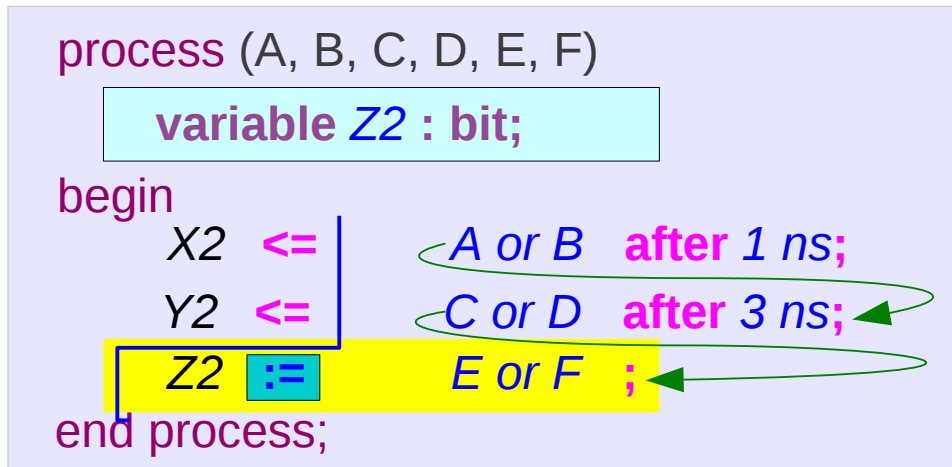 process (A, B, C, D, E, F)
variable Z2 : bit;
begin
X2 <= A or B after 1 ns;
Y2 <= C or D after 3 ns;
Z2 := E or F ;
end process;